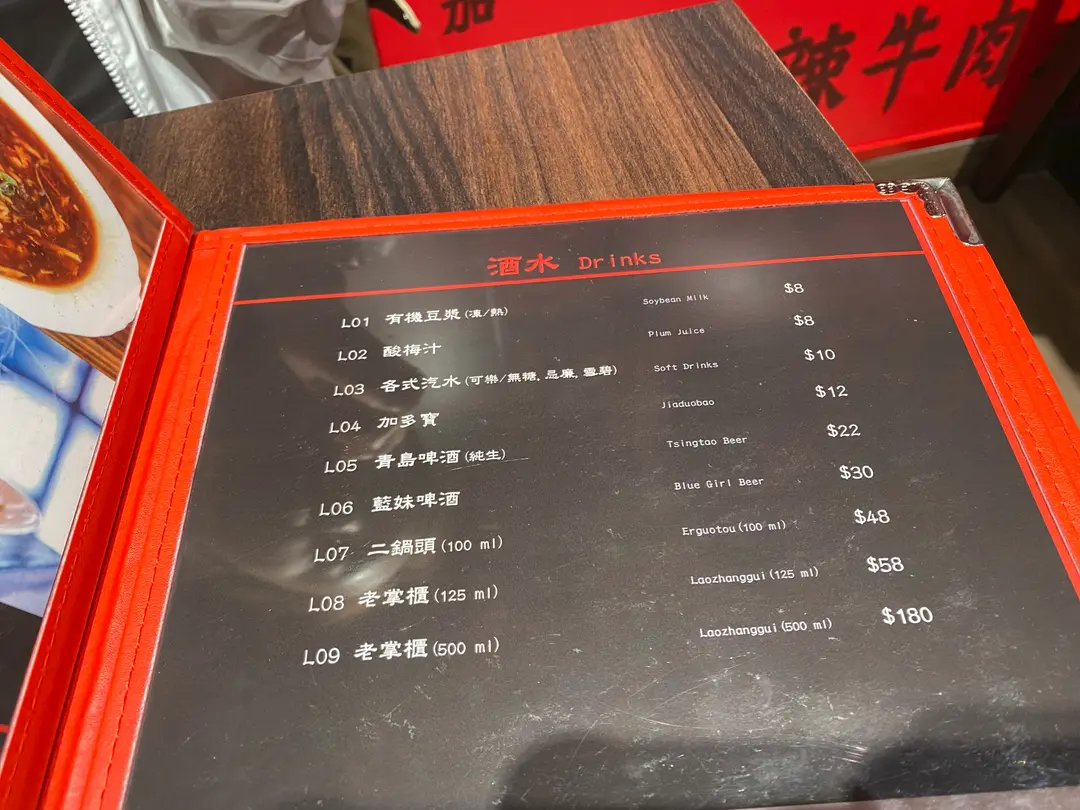 加
辣牛肉
酒水 Drinks
L01 有機豆漿(凍/熱) Soybean Milk $8
L02 酸梅汁 Plum Juice $8
L03 各式汽水(可樂/無糖, 忌廉, 雪碧) Soft Drinks $10
L04 加多寶 Jiaduobao $12
L05 青島啤酒(純生) Tsingtao Beer $22
L06 藍妹啤酒 Blue Girl Beer $30
L07 二鍋頭(100 ml) Erguotou(100 ml) $48
L08 老掌櫃(125 ml) Laozhanggui(125 ml) $58
L09 老掌櫃(500 ml) Laozhanggui(500 ml) $180